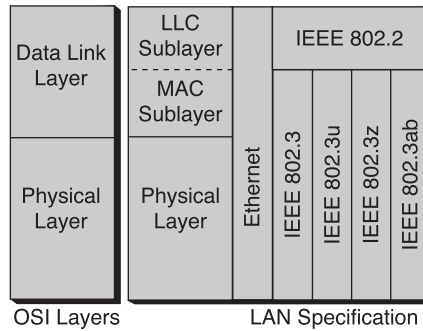 Data Link
Layer
Physical
Layer
OSI Layers
LLC
Sublayer
MAC
Sublayer
Physical
Layer
Ethernet
IEEE 802.2
IEEE 802.3
IEEE 802.3u
IEEE 802.3z
IEEE 802.3ab
LAN Specification